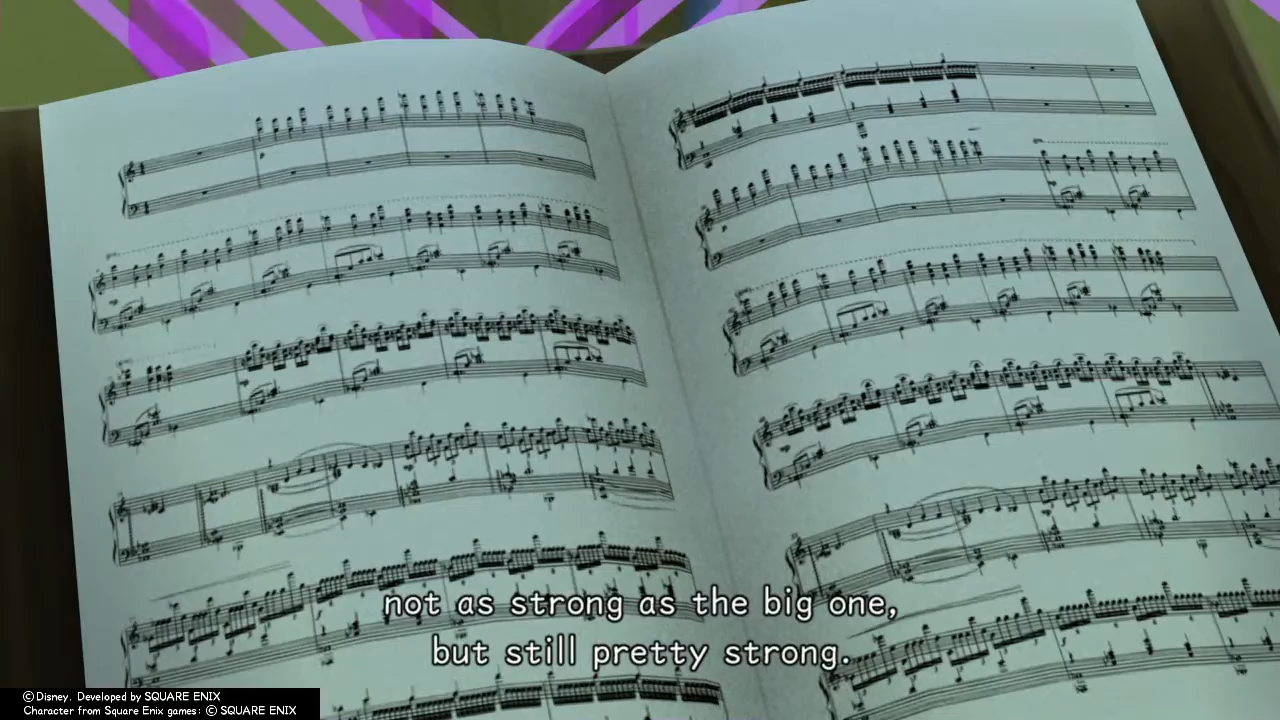 not as strong as the big one,
but still pretty strong.
© Disney. Developed by SQUARE ENIX
Character from Square Enix games: © SQUARE ENIX